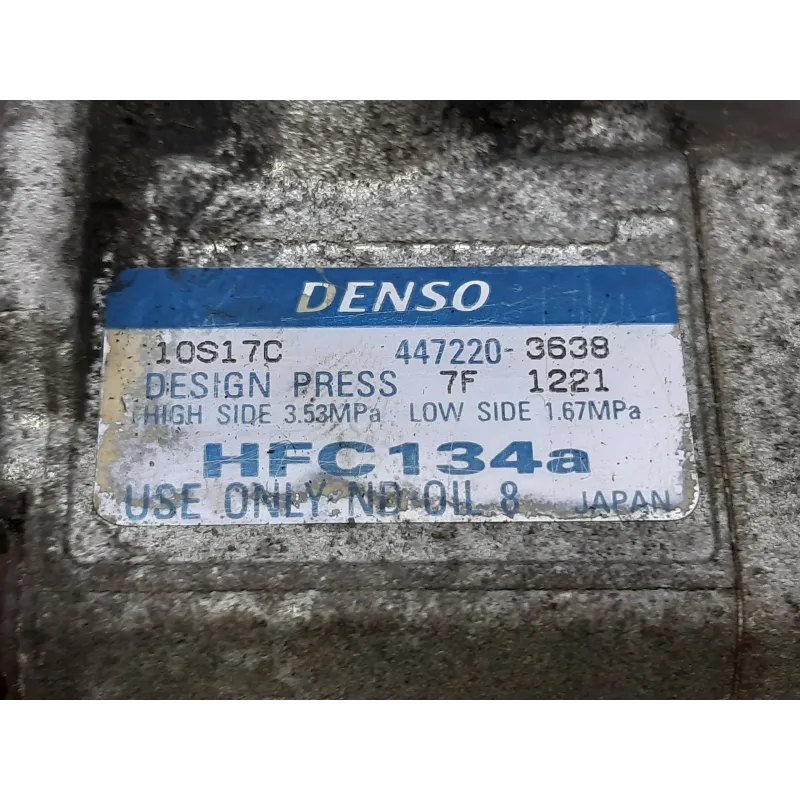 DENSO
10S17C 447220-3638
DESIGN PRESS 7F 1221
HIGH SIDE 3.53MPa LOW SIDE 1.67MPa
HFC134a
USE ONLY ND OIL 8 JAPAN